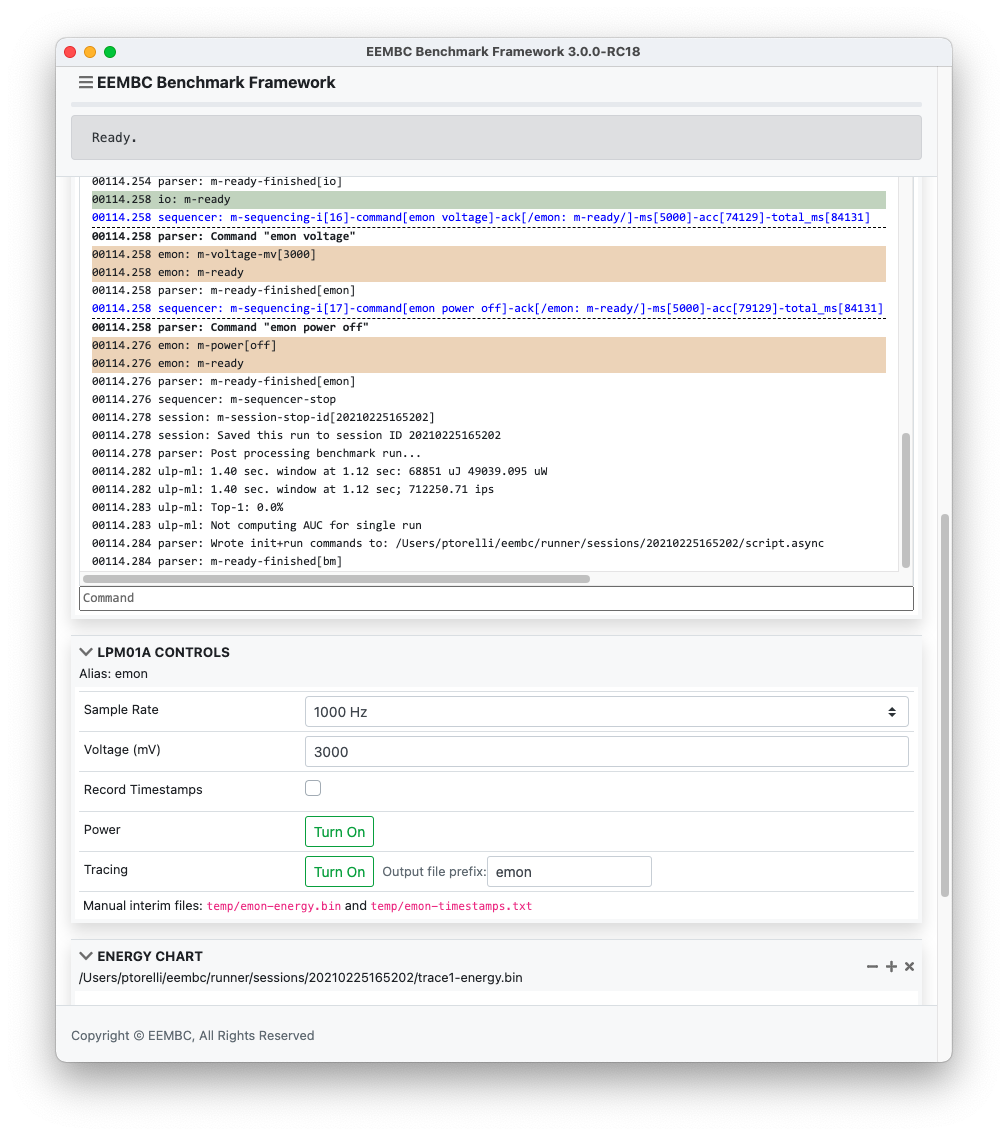 EEMBC Benchmark Framework 3.0.0-RC18
EEMBC Benchmark Framework
Ready.
00114.254 parser: m-ready-finished[io]
00114.258 io: m-ready
00114.258 sequencer: m-sequencing-i[16]-command[emon voltage]-ack[/emon: m-ready/]-ms[5000]-acc[74129]-total_ms[84131]
00114.258 parser: Command "emon voltage"
00114.258 emon: m-voltage-mv[3000]
00114.258 emon: m-ready
00114.258 parser: m-ready-finished[emon]
00114.258 sequencer: m-sequencing-i[17]-command[emon power off]-ack[/emon: m-ready/]-ms[5000]-acc[79129]-total_ms[84131]
00114.258 parser: Command "emon power off"
00114.276 emon: m-power[off]
00114.276 emon: m-ready
00114.276 parser: m-ready-finished[emon]
00114.276 sequencer: m-sequencer-stop
00114.278 session: m-session-stop-id[20210225165202]
00114.278 session: Saved this run to session ID 20210225165202
00114.278 parser: Post processing benchmark run...
00114.282 ulp-ml: 1.40 sec. window at 1.12 sec: 68851 uJ 49039.095 uW
00114.282 ulp-ml: 1.40 sec. window at 1.12 sec; 712250.71 ips
00114.283 ulp-ml: Top-1: 0.0%
00114.283 ulp-ml: Not computing AUC for single run
00114.284 parser: Wrote init+run commands to: /Users/ptorelli/eembc/runner/sessions/20210225165202/script.async
00114.284 parser: m-ready-finished[bm]
Command
LPM01A CONTROLS
Alias: emon
Sample Rate 1000 Hz
Voltage (mV) 3000
Record Timestamps
Power Turn On
Tracing Turn On Output file prefix: emon
Manual interim files: temp/emon-energy.bin and temp/emon-timestamps.txt
ENERGY CHART
/Users/ptorelli/eembc/runner/sessions/20210225165202/trace1-energy.bin
Copyright © EEMBC, All Rights Reserved